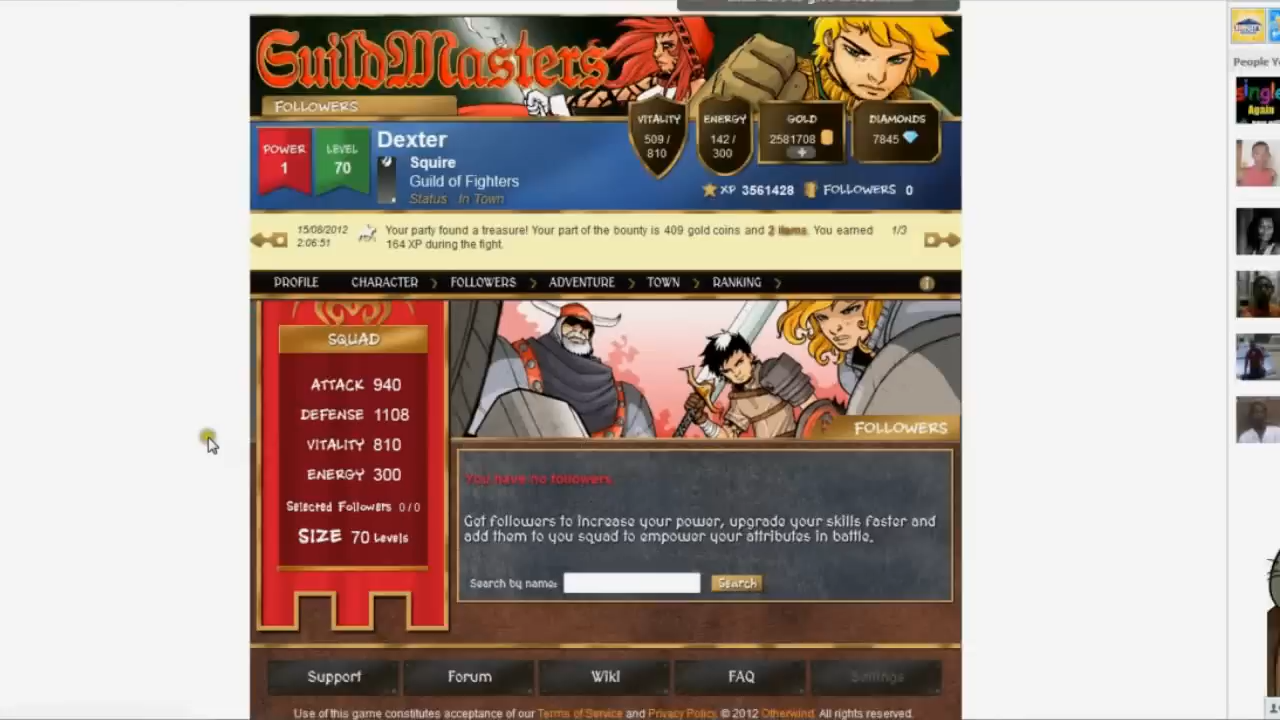 GuildMasters
FOLLOWERS
POWER
1
LEVEL
70
Dexter
Squire
Guild of Fighters
Status In Town
VITALITY
509 /
810
ENERGY
142 /
300
GOLD
2581708
+
DIAMONDS
7845
XP 3561428
FOLLOWERS 0
15/08/2012
2:06:51
Your party found a treasure! Your part of the bounty is 409 gold coins and 2 items. You earned
164 XP during the fight.
1/3
PROFILE
CHARACTER
FOLLOWERS
ADVENTURE
TOWN
RANKING
SQUAD
ATTACK 940
DEFENSE 1108
VITALITY 810
ENERGY 300
Selected Followers 0/0
SIZE 70 Levels
FOLLOWERS
You have no followers.
Get followers to increase your power, upgrade your skills faster and
add them to you squad to empower your attributes in battle.
Search by name:
Search
Support
Forum
Wiki
FAQ
Settings
Use of this game constitutes acceptance of our Terms of Service and Privacy Policy. © 2012 Otherwind. All rights reserved.
People Y
single
Again